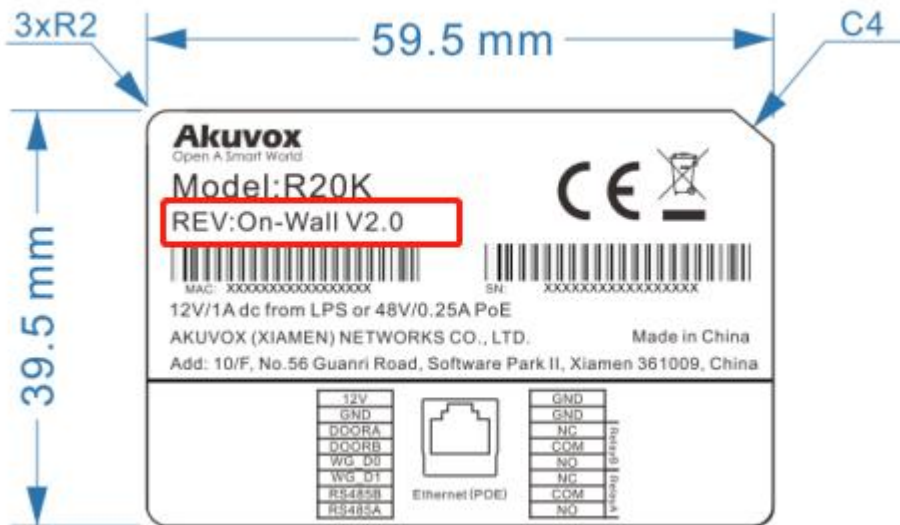 3xR2
59.5 mm
C4
39.5 mm
Akuvox
Open A Smart World
Model:R20K
REV:On-Wall V2.0
MAC: XXXXXXXXXXXXXXXXX
SN: XXXXXXXXXXXXXXXXX
12V/1A dc from LPS or 48V/0.25A PoE
AKUVOX (XIAMEN) NETWORKS CO., LTD.
Made in China
Add: 10/F, No.56 Guanri Road, Software Park II, Xiamen 361009, China
12V
GND
DOORA
DOORB
WG_D0
WG_D1
RS485B
RS485A
Ethernet(POE)
GND
GND
NC
COM
NO
NC
COM
NO
RelayB
RelayA